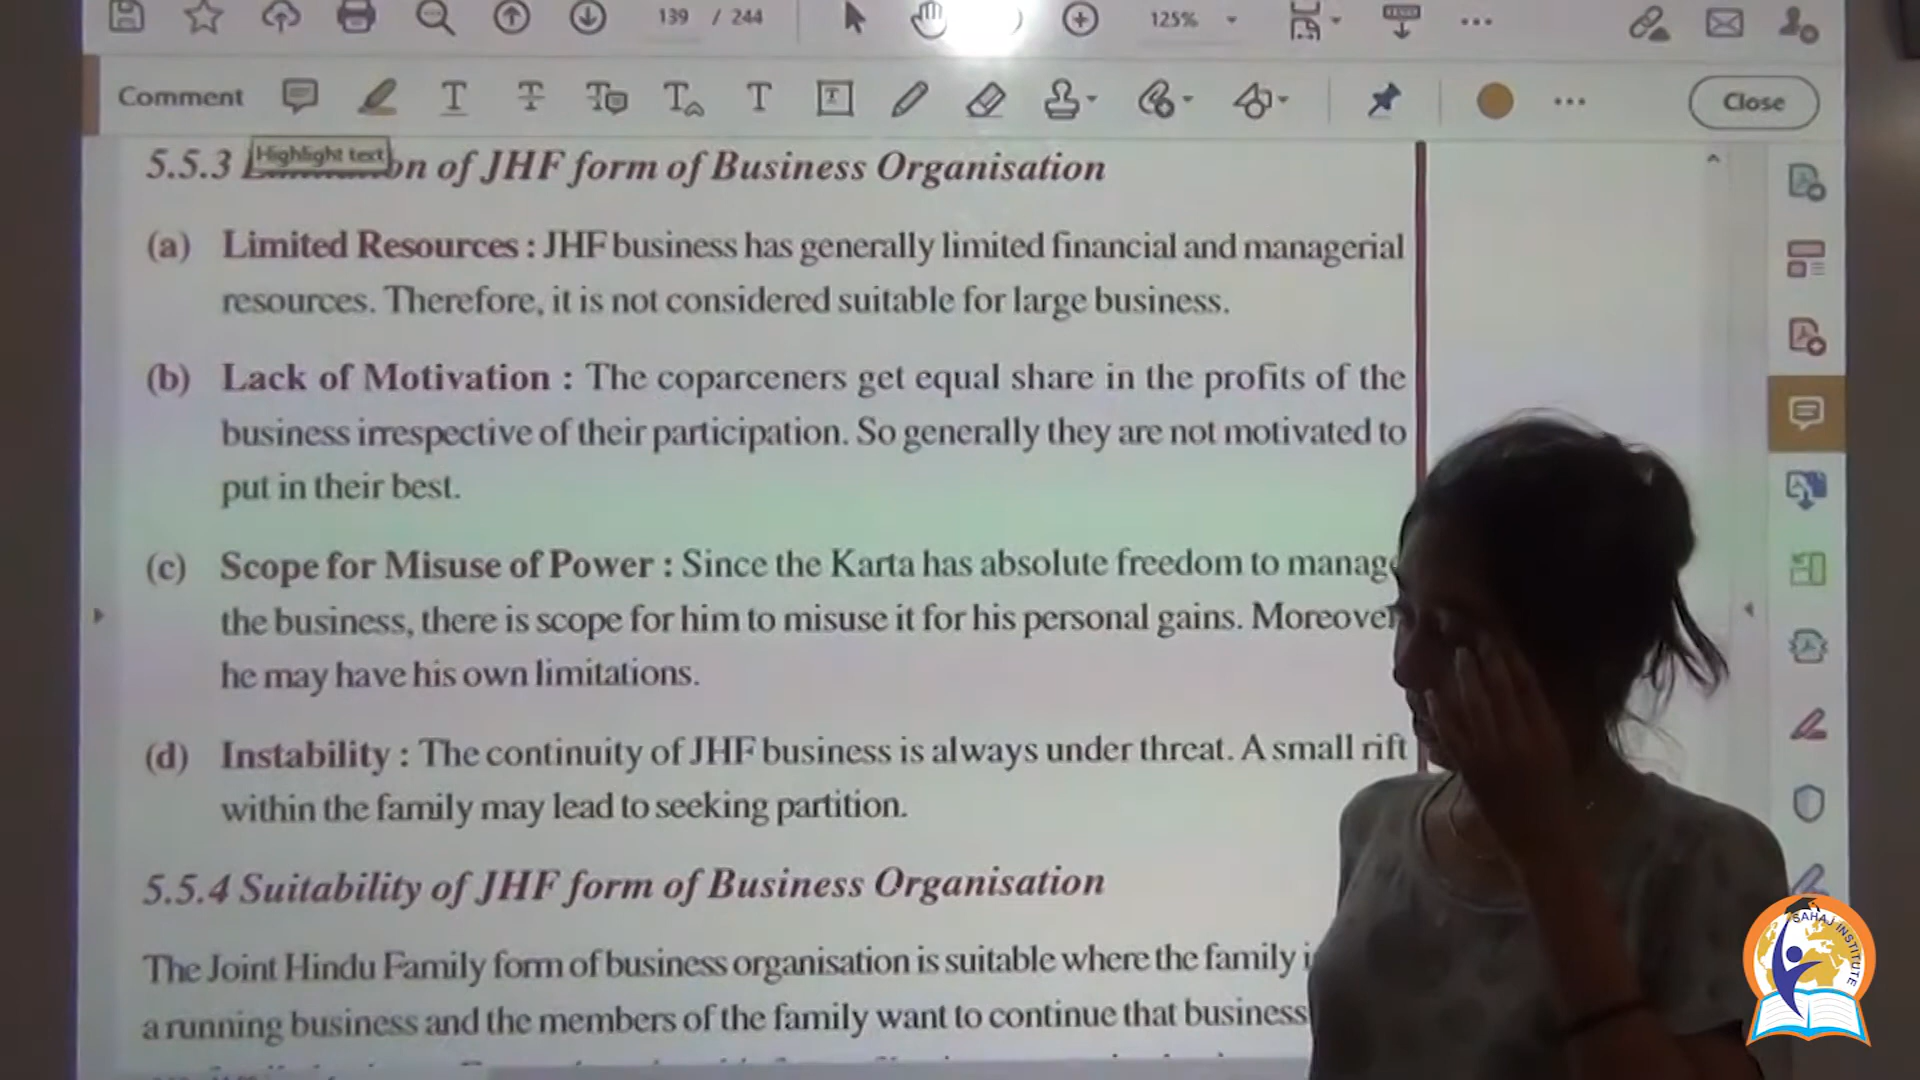 139 / 244
125%
Comment
Close
Highlight text
5.5.3 of JHF form of Business Organisation
(a) Limited Resources : JHF business has generally limited financial and managerial
resources. Therefore, it is not considered suitable for large business.
(b) Lack of Motivation : The coparceners get equal share in the profits of the
business irrespective of their participation. So generally they are not motivated to
put in their best.
(c) Scope for Misuse of Power : Since the Karta has absolute freedom to manage
the business, there is scope for him to misuse it for his personal gains. Moreover
he may have his own limitations.
(d) Instability : The continuity of JHF business is always under threat. A small rift
within the family may lead to seeking partition.
5.5.4 Suitability of JHF form of Business Organisation
The Joint Hindu Family form of business organisation is suitable where the family
a running business and the members of the family want to continue that business
SAHAJ INSTITUTE